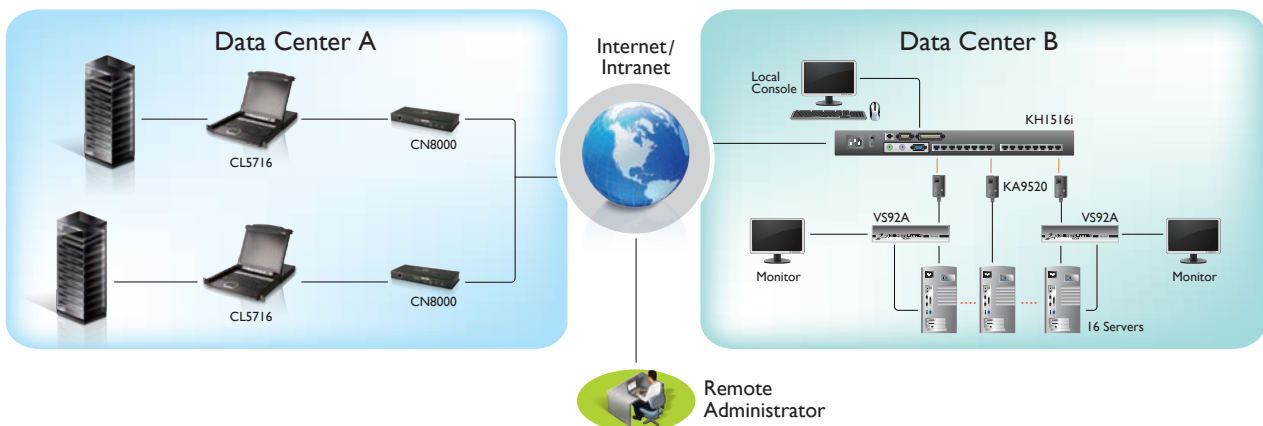 Data Center A
CL5716
CN8000
CL5716
CN8000
Internet/
Intranet
Remote
Administrator
Data Center B
Local
Console
KH1516i
KA9520
VS92A
VS92A
Monitor
Monitor
16 Servers